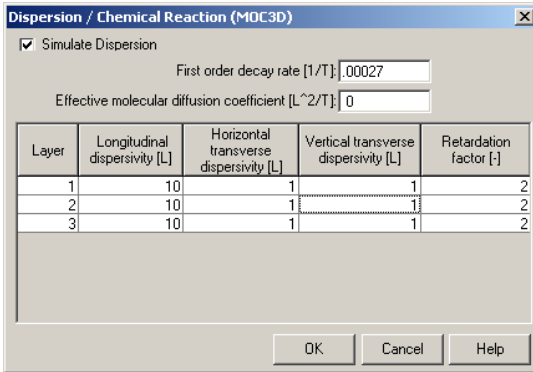 Dispersion / Chemical Reaction (MOC3D)
Simulate Dispersion
First order decay rate [1/T]: .00027
Effective molecular diffusion coefficient [L^2/T]: 0
Layer Longitudinal dispersivity [L] Horizontal transverse dispersivity [L] Vertical transverse dispersivity [L] Retardation factor [-]
1 10 1 1 2
2 10 1 1 2
3 10 1 1 2
OK Cancel Help